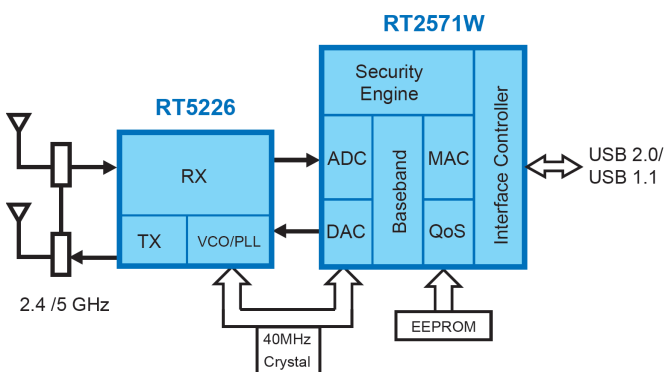 RT2571W
RT5226
Security
Engine
ADC
DAC
Baseband
MAC
QoS
Interface Controller
USB 2.0/
USB 1.1
RX
TX
VCO/PLL
2.4 /5 GHz
40MHz
Crystal
EEPROM